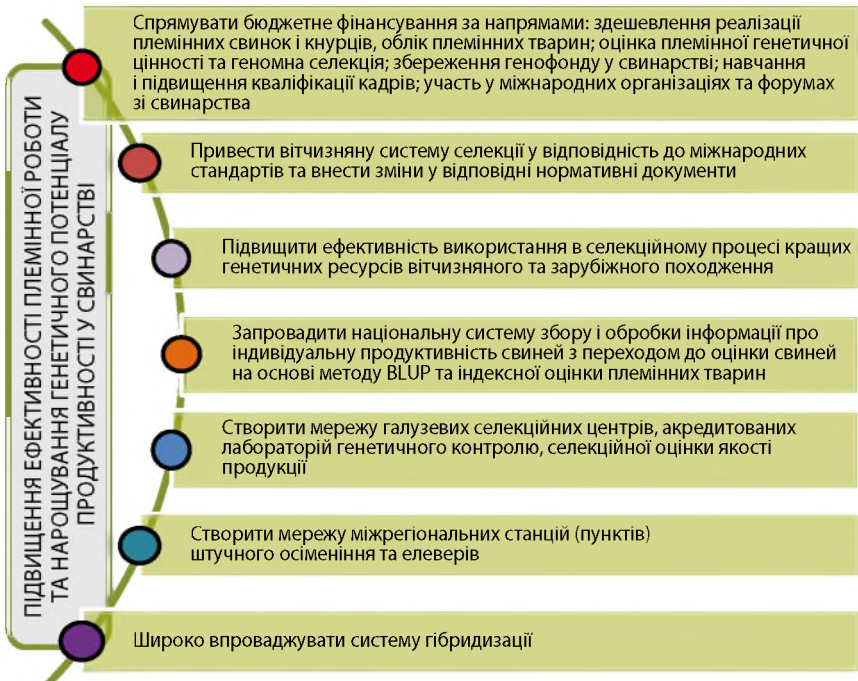 ПІДВИЩЕННЯ ЕФЕКТИВНОСТІ ПЛЕМІННОЇ РОБОТИ
ТА НАРОЩУВАННЯ ГЕНЕТИЧНОГО ПОТЕНЦІАЛУ
ПРОДУКТИВНОСТІ У СВИНАРСТВІ
Спрямувати бюджетне фінансування за напрямами: здешевлення реалізації
племінних свинок і кнурців, облік племінних тварин; оцінка племінної генетичної
цінності та геномна селекція; збереження генофонду у свинарстві; навчання
і підвищення кваліфікації кадрів; участь у міжнародних організаціях та форумах
зі свинарства
Привести вітчизняну систему селекції у відповідність до міжнародних
стандартів та внести зміни у відповідні нормативні документи
Підвищити ефективність використання в селекційному процесі кращих
генетичних ресурсів вітчизняного та зарубіжного походження
Запровадити національну систему збору і обробки інформації про
індивідуальну продуктивність свиней з переходом до оцінки свиней
на основі методу BLUP та індексної оцінки племінних тварин
Створити мережу галузевих селекційних центрів, акредитованих
лабораторій генетичного контролю, селекційної оцінки якості
продукції
Створити мережу міжрегіональних станцій (пунктів)
штучного осіменіння та елеверів
Широко впроваджувати систему гібридизації